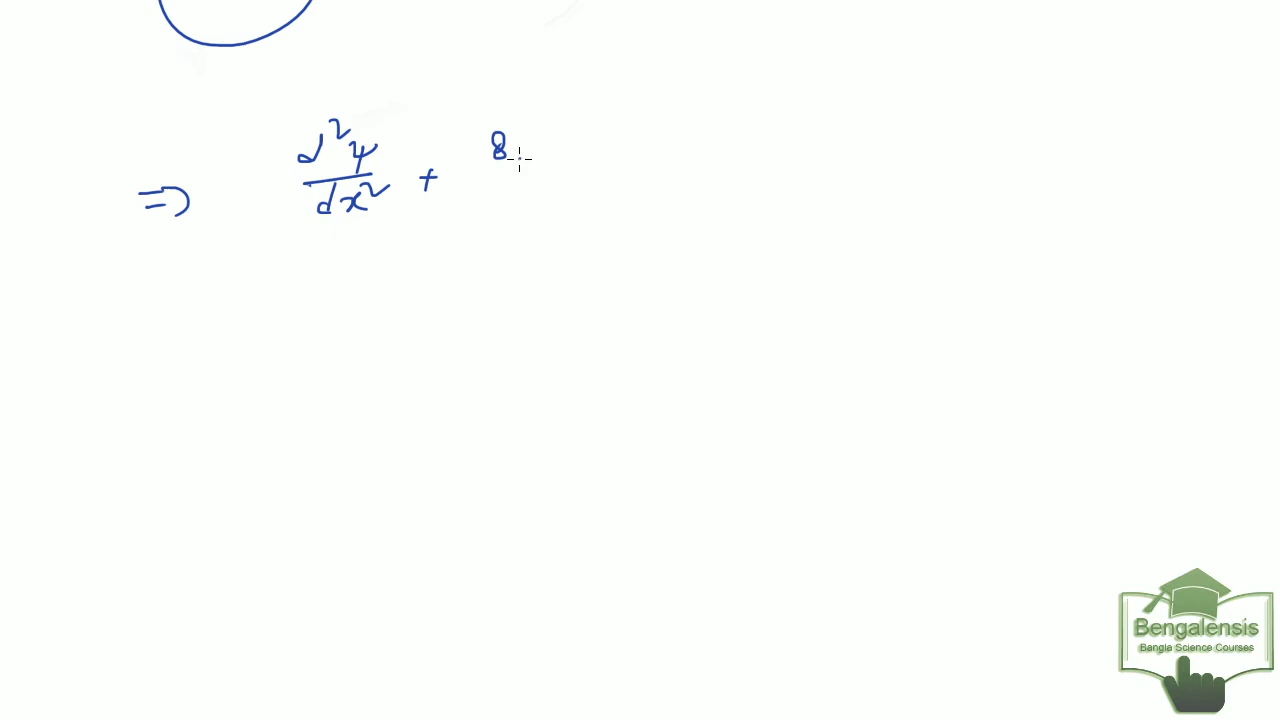 ⇒ d²ψ/dx² + 8
Bengalensis
Bangla Science Courses